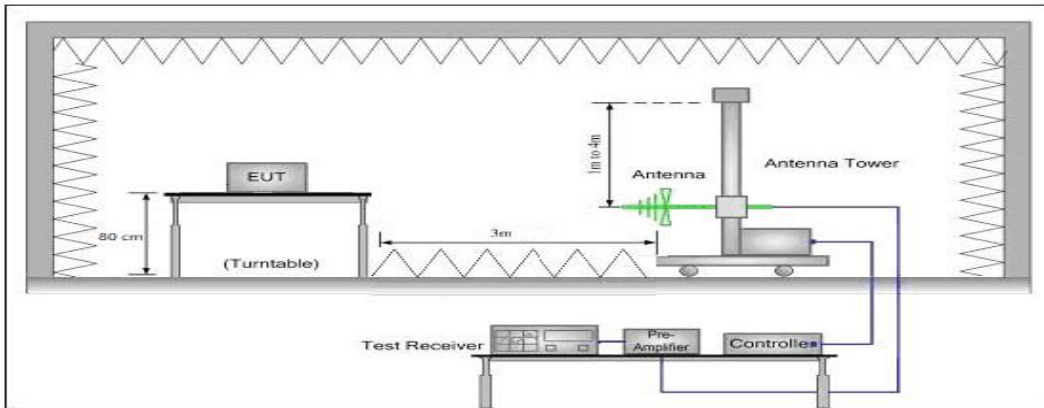 EUT
80 cm
(Turntable)
3m
1m to 4m
Antenna
Antenna Tower
Test Receiver
Pre-
Amplifier
Controller